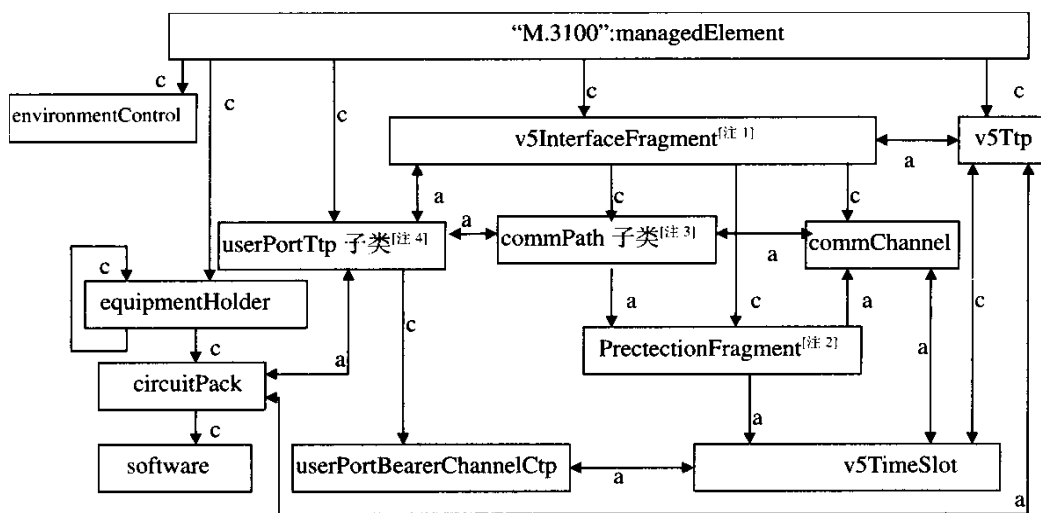 "M.3100":managedElement
c
c
c
c
c
environmentControl
v5InterfaceFragment[注 1]
a
v5Ttp
a
c
c
userPortTtp 子类[注 4]
a
commPath 子类[注 3]
a
commChannel
c
equipmentHolder
c
a
c
a
a
c
PrectectionFragment[注 2]
c
circuitPack
a
a
c
software
userPortBearerChannelCtp
a
v5TimeSlot
a